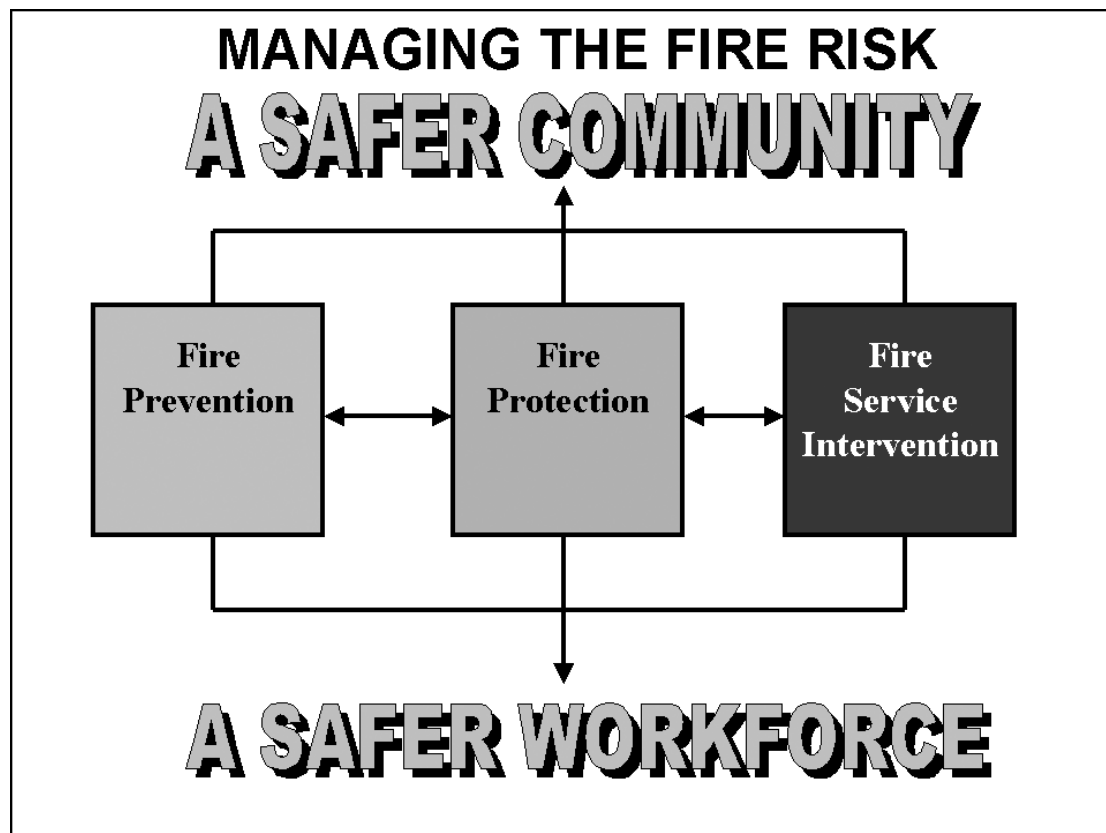 MANAGING THE FIRE RISK
A SAFER COMMUNITY
Fire
Prevention
Fire
Protection
Fire
Service
Intervention
A SAFER WORKFORCE